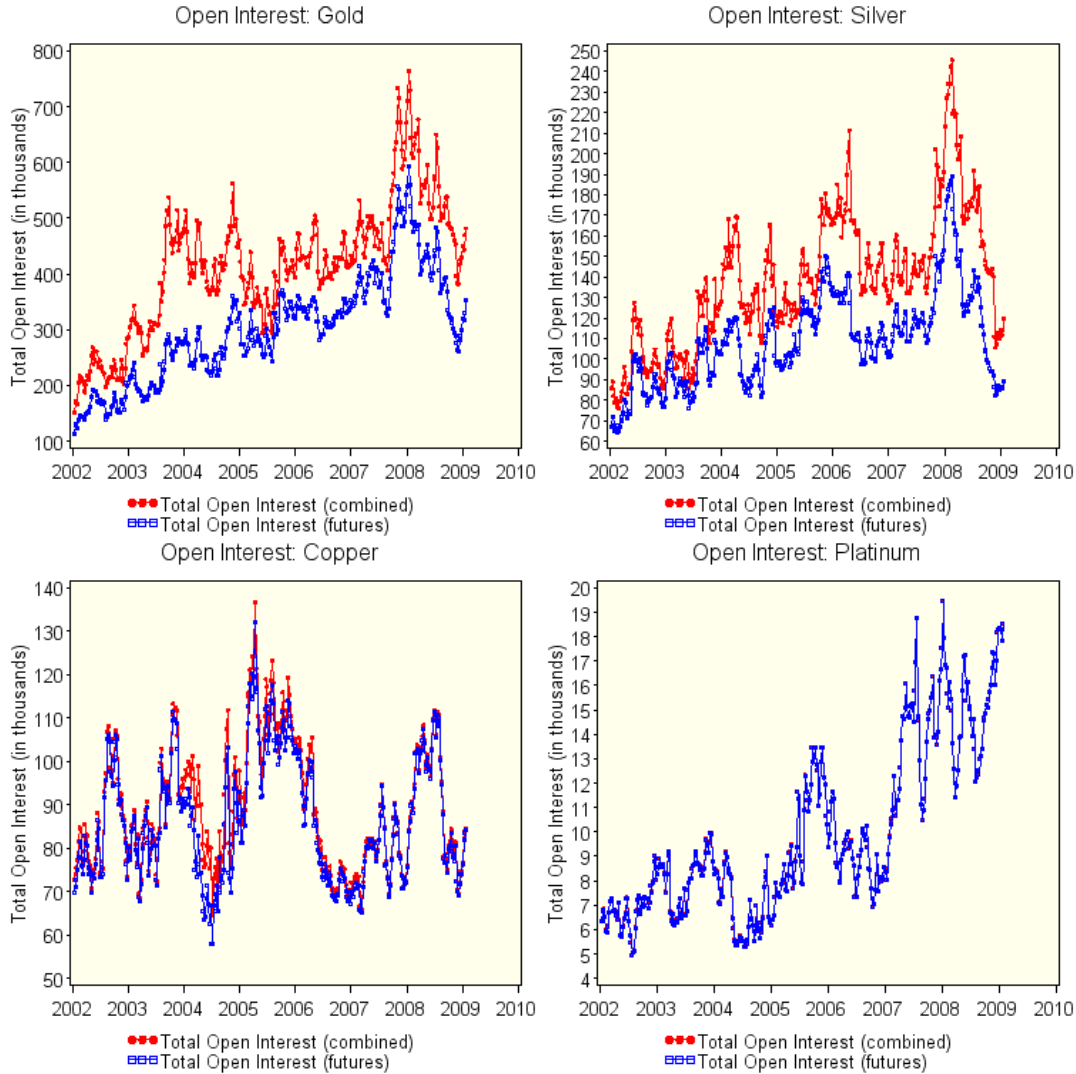 Open Interest: Gold
Total Open Interest (in thousands)
800
700
600
500
400
300
200
100
2002 2003 2004 2005 2006 2007 2008 2009 2010
Total Open Interest (combined)
Total Open Interest (futures)
Open Interest: Silver
Total Open Interest (in thousands)
250
240
230
220
210
200
190
180
170
160
150
140
130
120
110
100
90
80
70
60
2002 2003 2004 2005 2006 2007 2008 2009 2010
Total Open Interest (combined)
Total Open Interest (futures)
Open Interest: Copper
Total Open Interest (in thousands)
140
130
120
110
100
90
80
70
60
50
2002 2003 2004 2005 2006 2007 2008 2009 2010
Total Open Interest (combined)
Total Open Interest (futures)
Open Interest: Platinum
Total Open Interest (in thousands)
20
19
18
17
16
15
14
13
12
11
10
9
8
7
6
5
4
2002 2003 2004 2005 2006 2007 2008 2009 2010
Total Open Interest (combined)
Total Open Interest (futures)